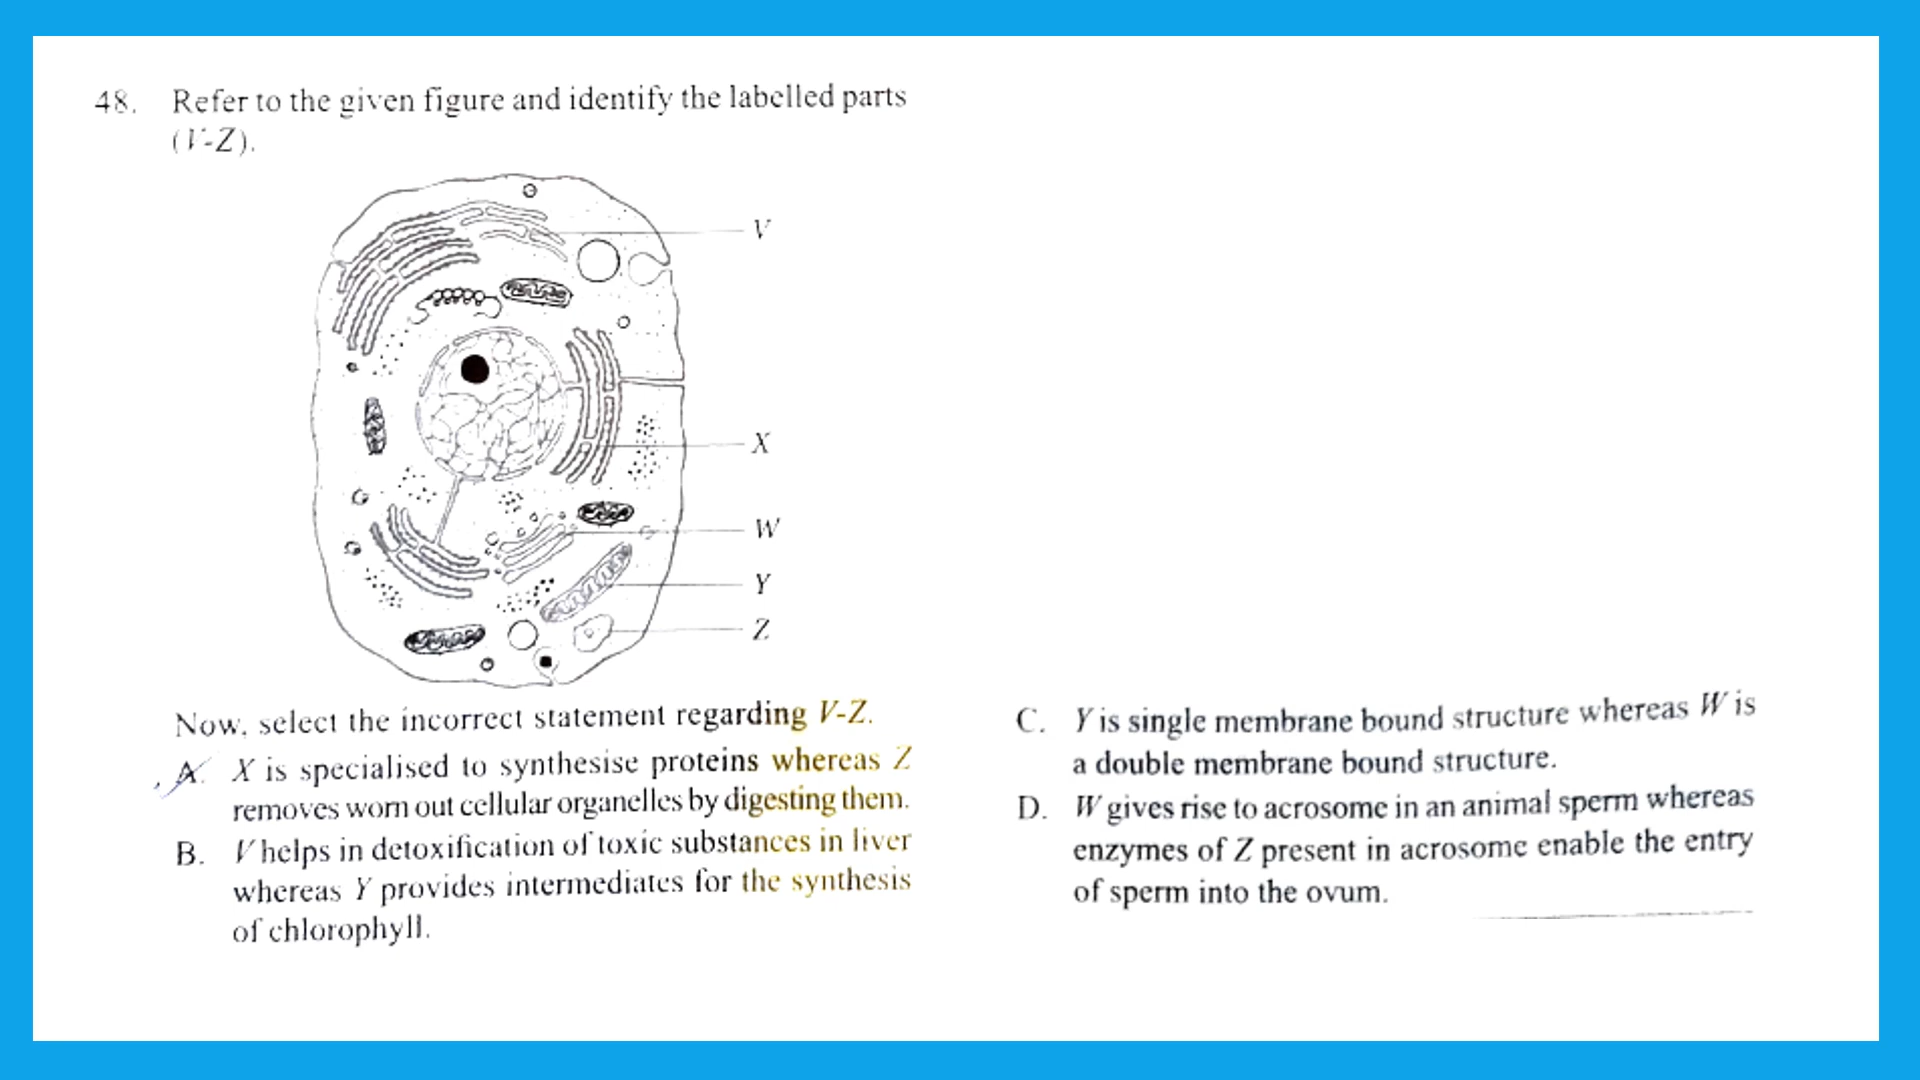 48. Refer to the given figure and identify the labelled parts
(V-Z).
V
X
W
Y
Z
Now, select the incorrect statement regarding V-Z.
A. X is specialised to synthesise proteins whereas Z
removes worn out cellular organelles by digesting them.
B. V helps in detoxification of toxic substances in liver
whereas Y provides intermediates for the synthesis
of chlorophyll.
C. Y is single membrane bound structure whereas W is
a double membrane bound structure.
D. W gives rise to acrosome in an animal sperm whereas
enzymes of Z present in acrosome enable the entry
of sperm into the ovum.